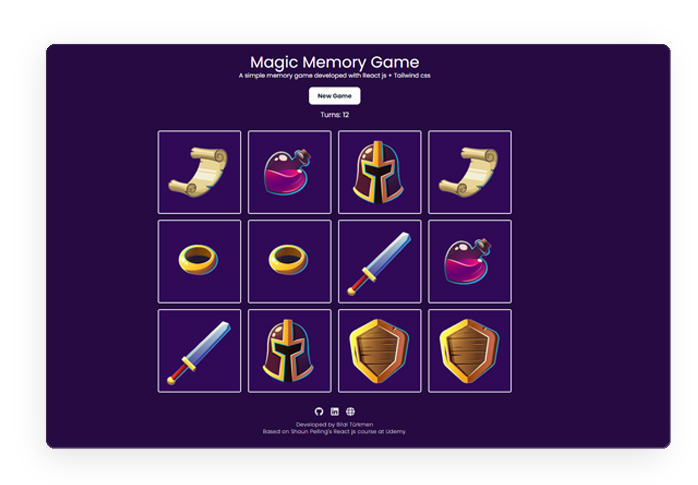 Magic Memory Game
A simple memory game developed with React js + Tailwind css
New Game
Turns: 12
Developed by Bilal Türkmen
Based on Shaun Pelling's React js course at Udemy.